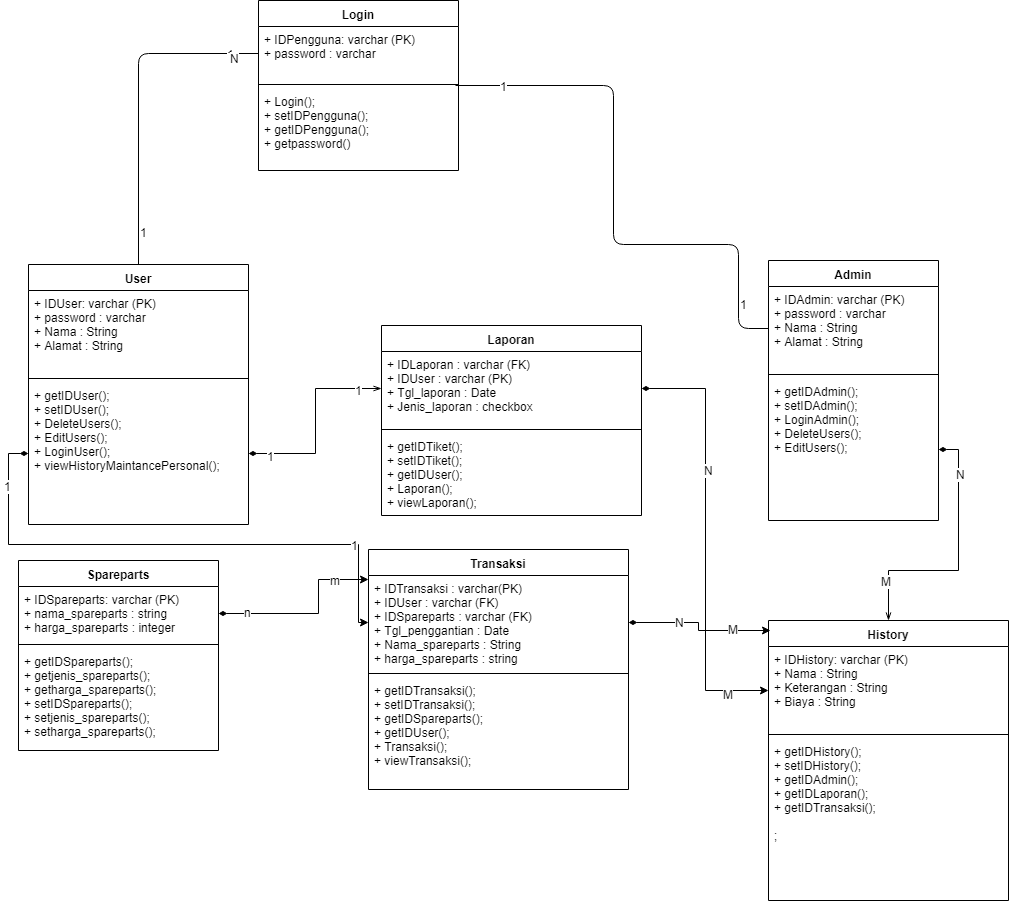 Login
+ IDPengguna: varchar (PK)
+ password : varchar
+ Login();
+ setIDPengguna();
+ getIDPengguna();
+ getpassword()
N
1
1
1
User
+ IDUser: varchar (PK)
+ password : varchar
+ Nama : String
+ Alamat : String
+ getIDUser();
+ setIDUser();
+ DeleteUsers();
+ EditUsers();
+ LoginUser();
+ viewHistoryMaintancePersonal();
Admin
+ IDAdmin: varchar (PK)
+ password : varchar
+ Nama : String
+ Alamat : String
+ getIDAdmin();
+ setIDAdmin();
+ LoginAdmin();
+ DeleteUsers();
+ EditUsers();
Laporan
+ IDLaporan : varchar (FK)
+ IDUser : varchar (PK)
+ Tgl_laporan : Date
+ Jenis_laporan : checkbox
+ getIDTiket();
+ setIDTiket();
+ getIDUser();
+ Laporan();
+ viewLaporan();
1
1
1
1
N
N
M
Spareparts
+ IDSpareparts: varchar (PK)
+ nama_spareparts : string
+ harga_spareparts : integer
+ getIDSpareparts();
+ getjenis_spareparts();
+ getharga_spareparts();
+ setIDSpareparts();
+ setjenis_spareparts();
+ setharga_spareparts();
n
m
Transaksi
+ IDTransaksi : varchar(PK)
+ IDUser : varchar (FK)
+ IDSpareparts : varchar (FK)
+ Tgl_penggantian : Date
+ Nama_spareparts : String
+ harga_spareparts : string
+ getIDTransaksi();
+ setIDTransaksi();
+ getIDSpareparts();
+ getIDUser();
+ Transaksi();
+ viewTransaksi();
N
M
M
History
+ IDHistory: varchar (PK)
+ Nama : String
+ Keterangan : String
+ Biaya : String
+ getIDHistory();
+ setIDHistory();
+ getIDAdmin();
+ getIDLaporan();
+ getIDTransaksi();
;